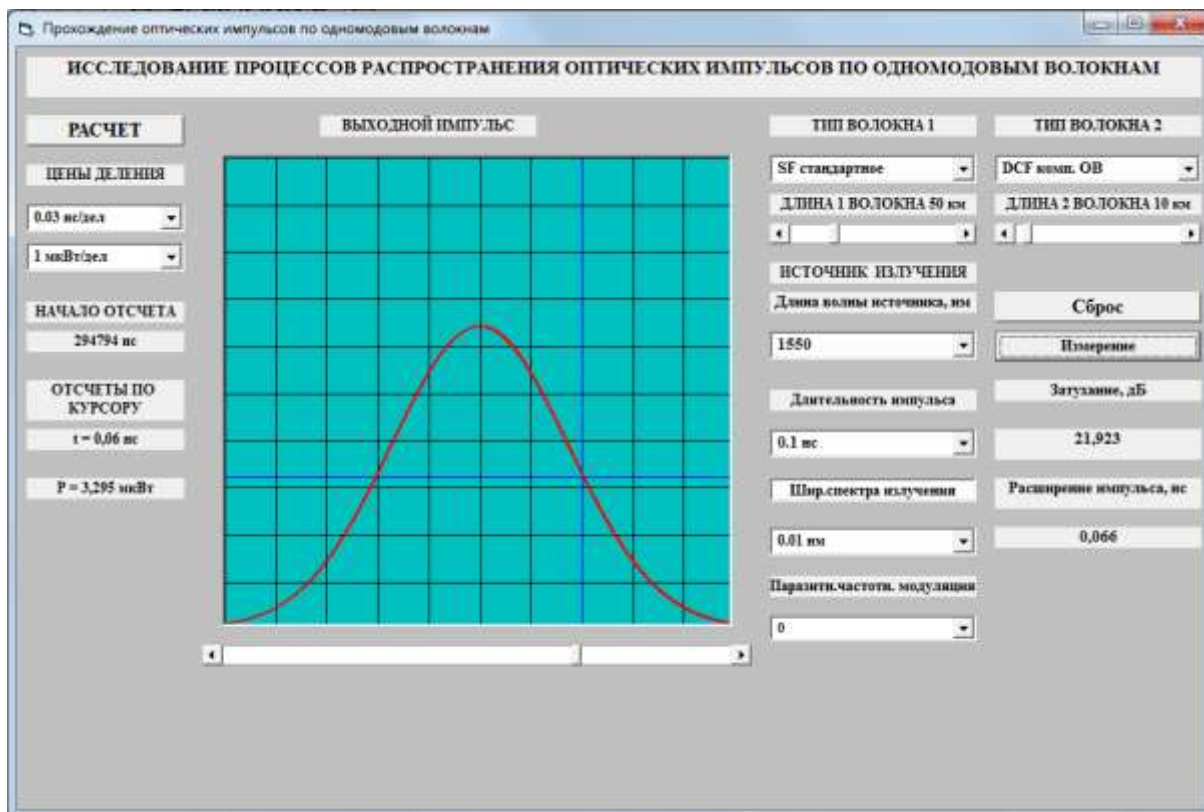 Прохождение оптических импульсов по одномодовым волокнам
ИССЛЕДОВАНИЕ ПРОЦЕССОВ РАСПРОСТРАНЕНИЯ ОПТИЧЕСКИХ ИМПУЛЬСОВ ПО ОДНОМОДОВЫМ ВОЛОКНАМ
РАСЧЕТ
ЦЕНЫ ДЕЛЕНИЯ
0.03 нс/дел
1 мкВт/дел
НАЧАЛО ОТСЧЕТА
294794 нс
ОТСЧЕТЫ ПО
КУРСОРУ
t = 0,06 нс
P = 3,295 мкВт
ВЫХОДНОЙ ИМПУЛЬС
ТИП ВОЛОКНА 1
SF стандартное
ДЛИНА 1 ВОЛОКНА 50 км
ИСТОЧНИК ИЗЛУЧЕНИЯ
Длина волны источника, нм
1550
Длительность импульса
0.1 нс
Шир.спектра излучения
0.01 нм
Паразитн.частотн. модуляция
0
ТИП ВОЛОКНА 2
DCF комп. ОВ
ДЛИНА 2 ВОЛОКНА 10 км
Сброс
Измерение
Затухание, дБ
21,923
Расширение импульса, нс
0,066